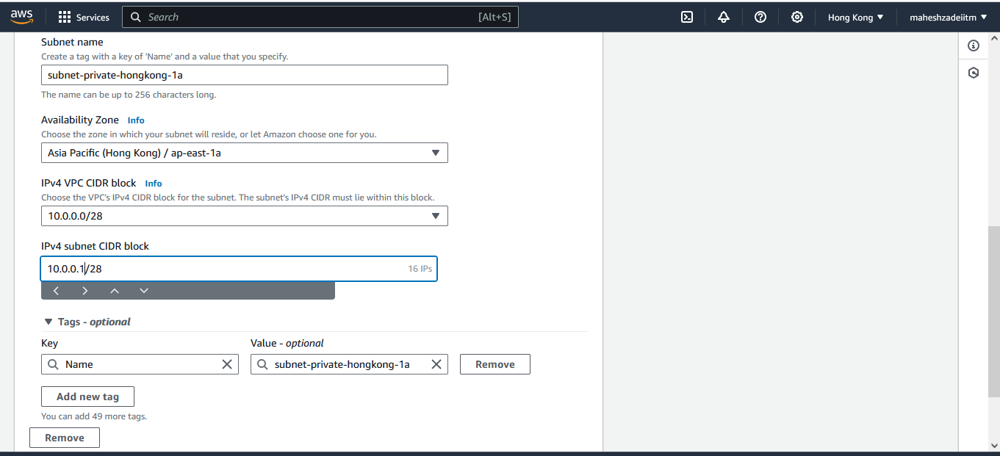 aws Services Search [Alt+S] Hong Kong maheshzadeiitm
Subnet name
Create a tag with a key of 'Name' and a value that you specify.
subnet-private-hongkong-1a
The name can be up to 256 characters long.
Availability Zone Info
Choose the zone in which your subnet will reside, or let Amazon choose one for you.
Asia Pacific (Hong Kong) / ap-east-1a
IPv4 VPC CIDR block Info
Choose the VPC's IPv4 CIDR block for the subnet. The subnet's IPv4 CIDR must lie within this block.
10.0.0.0/28
IPv4 subnet CIDR block
10.0.0.1/28 16 IPs
Tags - optional
Key Value - optional
Name subnet-private-hongkong-1a Remove
Add new tag
You can add 49 more tags.
Remove